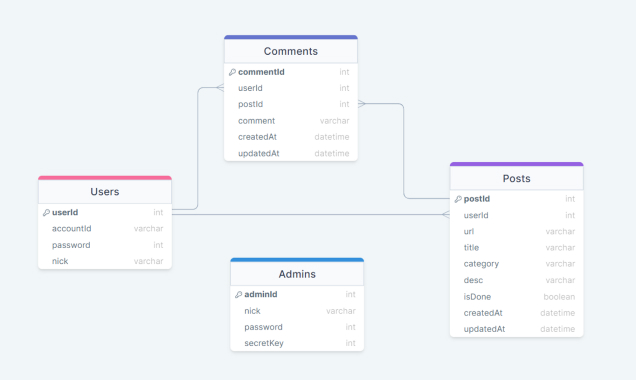 Comments
commentId int
userId int
postId int
comment varchar
createdAt datetime
updatedAt datetime
Users
userId int
accountId varchar
password int
nick varchar
Posts
postId int
userId int
url varchar
title varchar
category varchar
desc varchar
isDone boolean
createdAt datetime
updatedAt datetime
Admins
adminId int
nick varchar
password int
secretKey int